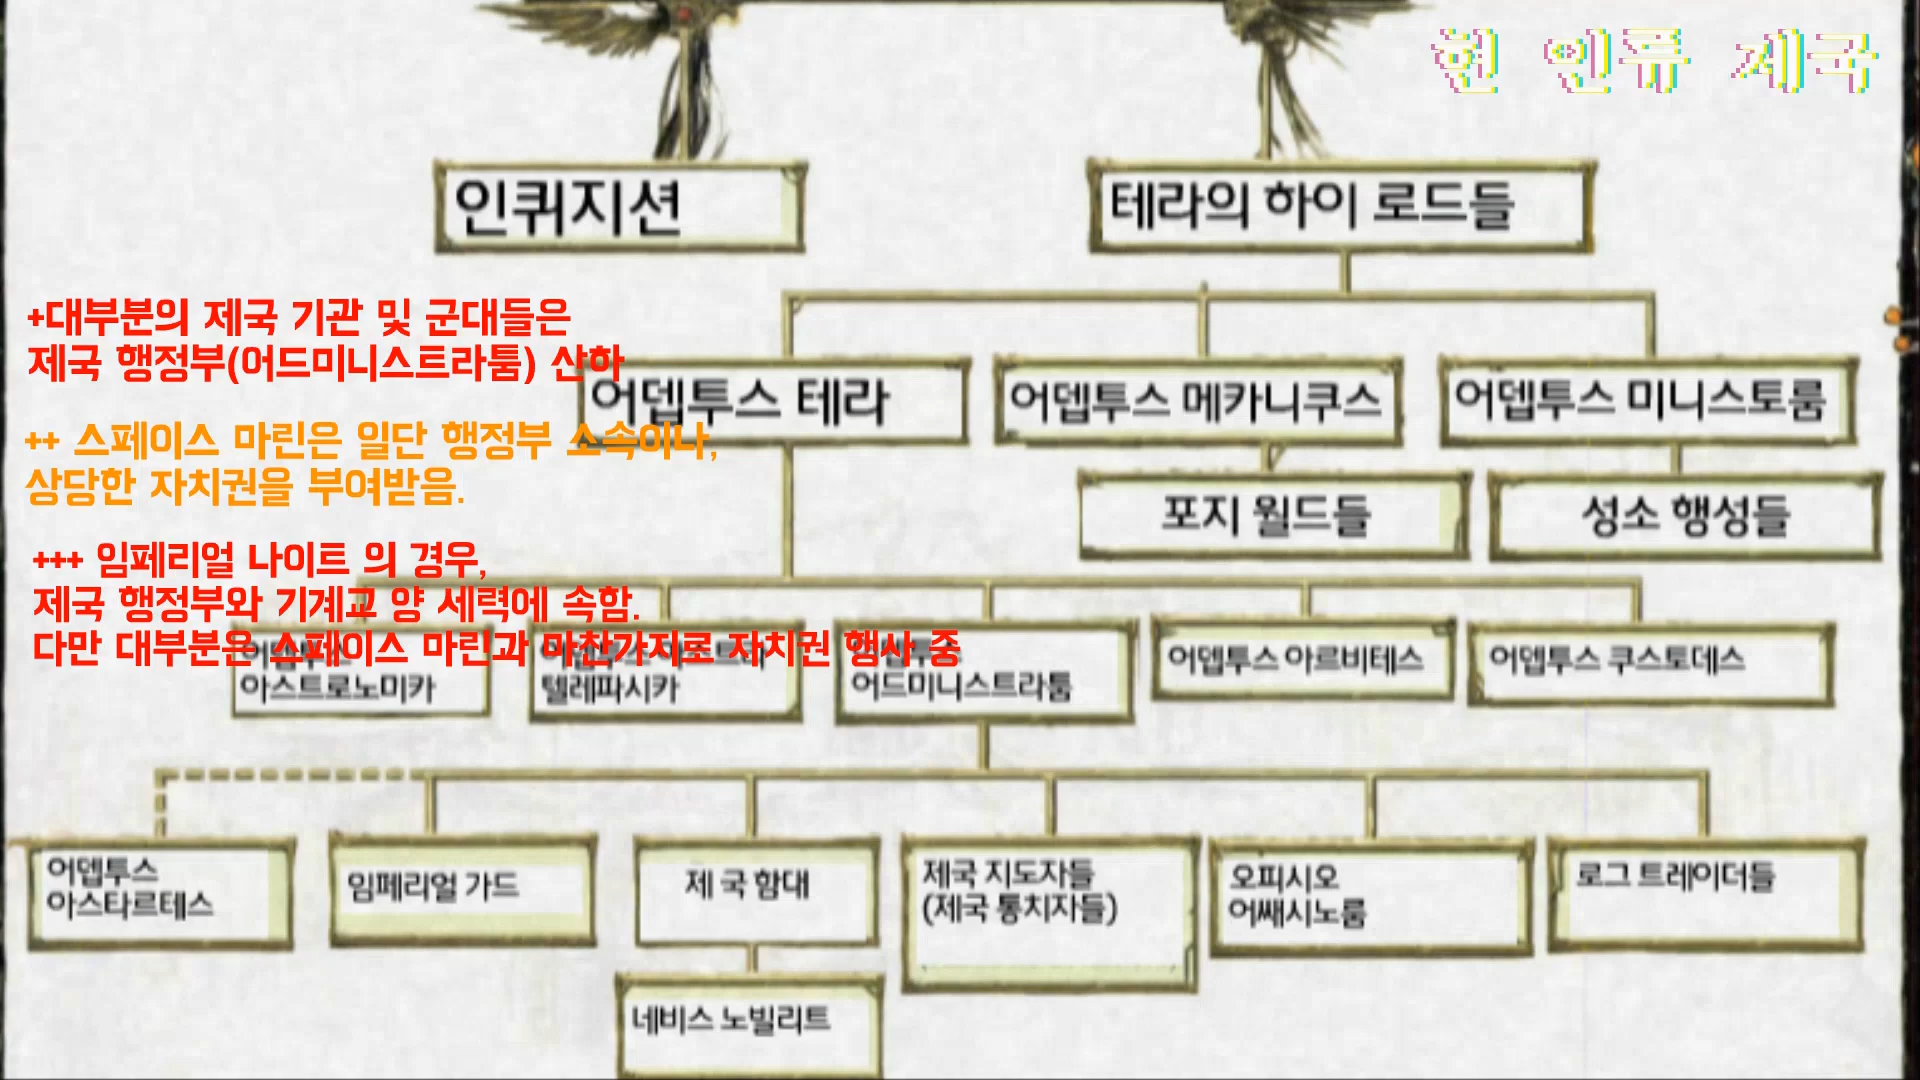 현 인류 제국
인퀴지션
테라의 하이 로드들
+대부분의 제국 기관 및 군대들은
제국 행정부(어드미니스트라툼) 산하
어뎁투스 테라
어뎁투스 메카니쿠스
어뎁투스 미니스토룸
++ 스페이스 마린은 일단 행정부 소속이나,
상당한 자치권을 부여받음.
포지 월드들
성소 행성들
+++ 임페리얼 나이트 의 경우,
제국 행정부와 기계교 양 세력에 속함.
다만 대부분은 스페이스 마린과 마찬가지로 자치권 행사 중
아스트로노미카
텔레파시카
어드미니스트라툼
어뎁투스 아르비테스
어뎁투스 쿠스토데스
어뎁투스
아스타르테스
임페리얼 가드
제 국 함대
제국 지도자들
(제국 통치자들)
오피시오
어쌔시노룸
로그 트레이더들
네비스 노빌리트